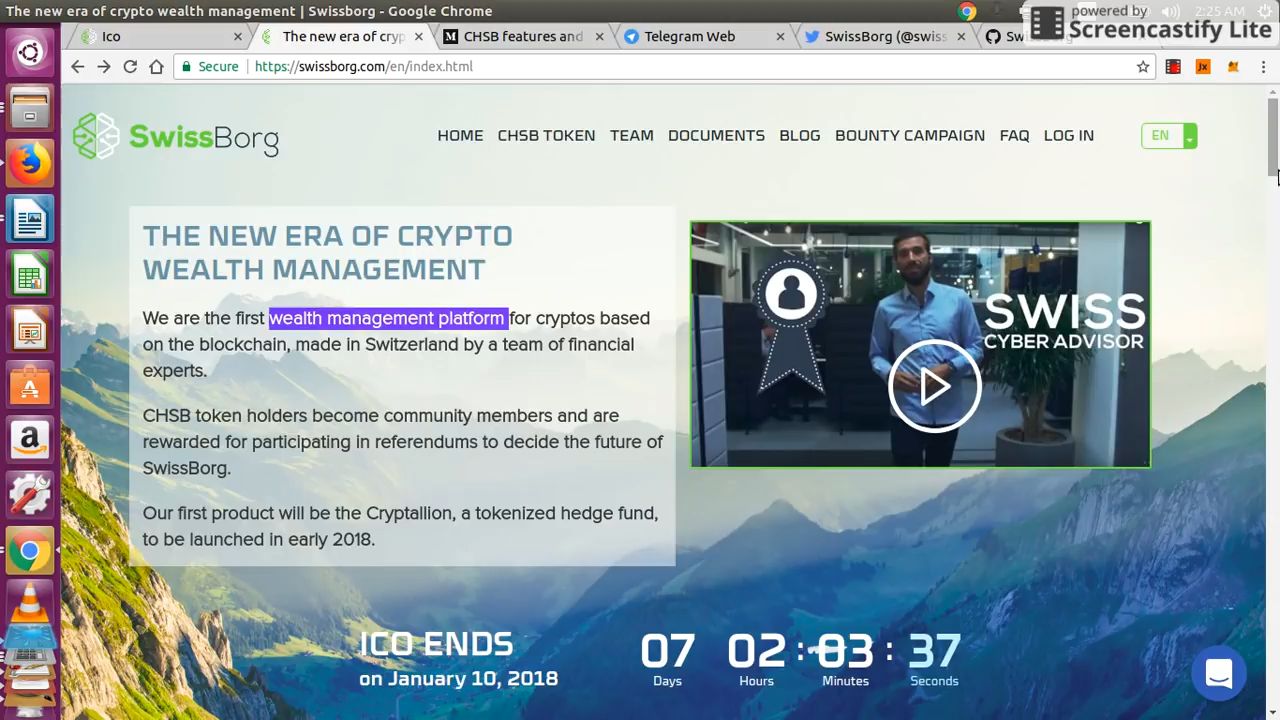 The new era of crypto wealth management | Swissborg - Google Chrome
2:25 AM
powered by
Screencastify Lite
Ico
The new era of cryp
CHSB features and
Telegram Web
SwissBorg (@swiss
Secure
https://swissborg.com/en/index.html
SwissBorg
HOME CHSB TOKEN TEAM DOCUMENTS BLOG BOUNTY CAMPAIGN FAQ LOG IN
EN
THE NEW ERA OF CRYPTO
WEALTH MANAGEMENT
We are the first wealth management platform for cryptos based
on the blockchain, made in Switzerland by a team of financial
experts.
CHSB token holders become community members and are
rewarded for participating in referendums to decide the future of
SwissBorg.
Our first product will be the Cryptallion, a tokenized hedge fund,
to be launched in early 2018.
SWISS
CYBER ADVISOR
ICO ENDS
on January 10, 2018
07 02 : 03 : 37
Days Hours Minutes Seconds